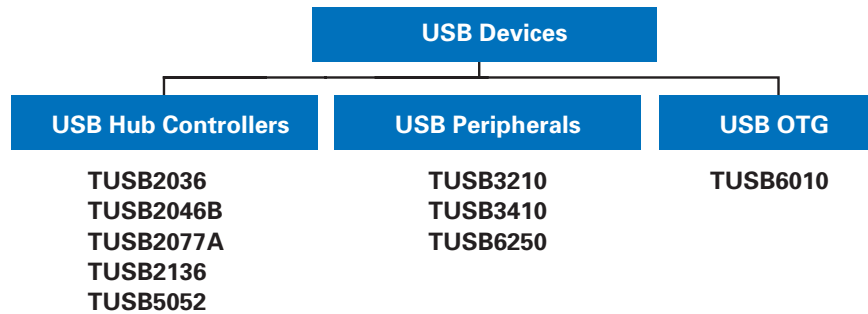 USB Devices
USB Hub Controllers
TUSB2036
TUSB2046B
TUSB2077A
TUSB2136
TUSB5052
USB Peripherals
TUSB3210
TUSB3410
TUSB6250
USB OTG
TUSB6010